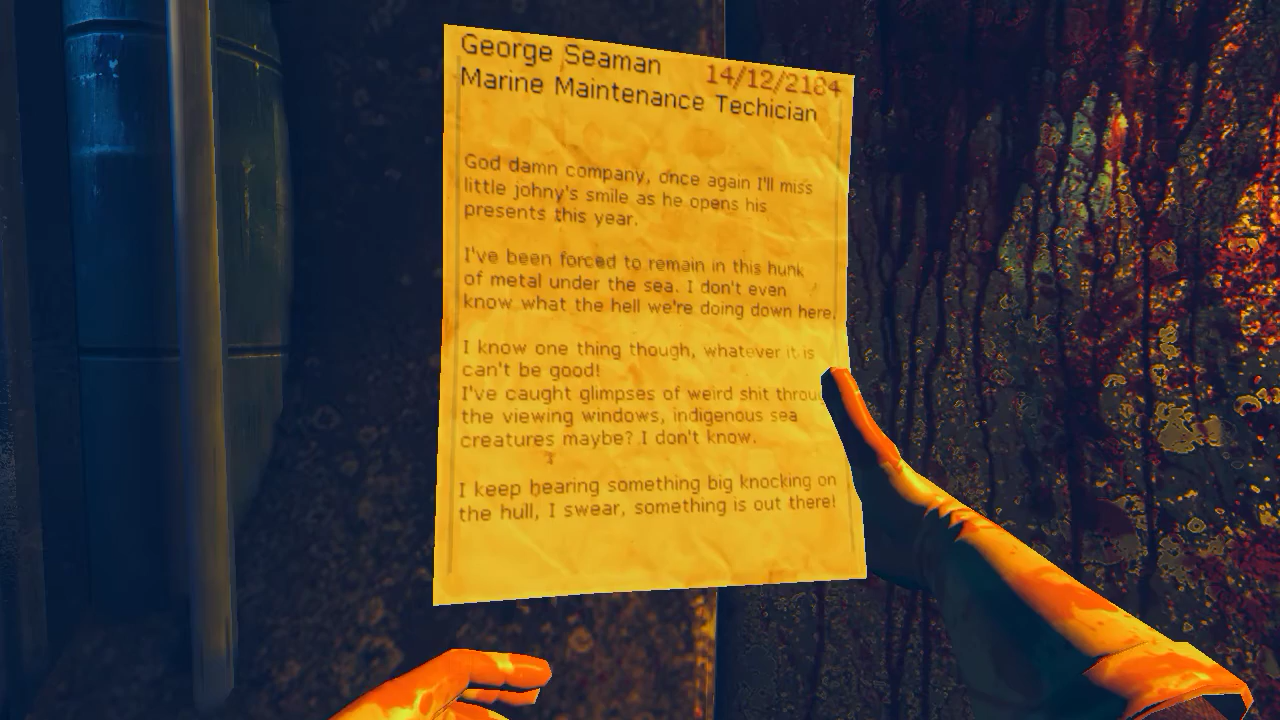 George Seaman
14/12/2184
Marine Maintenance Techician
God damn company, once again I'll miss
little johny's smile as he opens his
presents this year.
I've been forced to remain in this hunk
of metal under the sea. I don't even
know what the hell we're doing down here.
I know one thing though, whatever it is
can't be good!
I've caught glimpses of weird shit throu
the viewing windows, indigenous sea
creatures maybe? I don't know.
I keep hearing something big knocking on
the hull, I swear, something is out there!